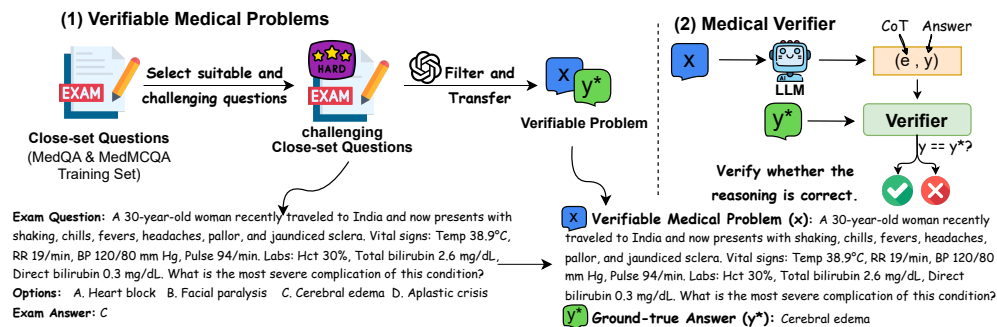 (1) Verifiable Medical Problems
EXAM
Close-set Questions
(MedQA & MedMCQA
Training Set)
Select suitable and
challenging questions
HARD
EXAM
challenging
Close-set Questions
Filter and
Transfer
x
y*
Verifiable Problem
(2) Medical Verifier
CoT Answer
x
LLM
(e , y)
y*
Verifier
y == y*?
Verify whether the
reasoning is correct.
Exam Question: A 30-year-old woman recently traveled to India and now presents with
shaking, chills, fevers, headaches, pallor, and jaundiced sclera. Vital signs: Temp 38.9°C,
RR 19/min, BP 120/80 mm Hg, Pulse 94/min. Labs: Hct 30%, Total bilirubin 2.6 mg/dL,
Direct bilirubin 0.3 mg/dL. What is the most severe complication of this condition?
Options: A. Heart block B. Facial paralysis C. Cerebral edema D. Aplastic crisis
Exam Answer: C
x Verifiable Medical Problem (x): A 30-year-old woman recently
traveled to India and now presents with shaking, chills, fevers, headaches,
pallor, and jaundiced sclera. Vital signs: Temp 38.9°C, RR 19/min, BP 120/80
mm Hg, Pulse 94/min. Labs: Hct 30%, Total bilirubin 2.6 mg/dL, Direct
bilirubin 0.3 mg/dL. What is the most severe complication of this condition?
y* Ground-true Answer (y*): Cerebral edema